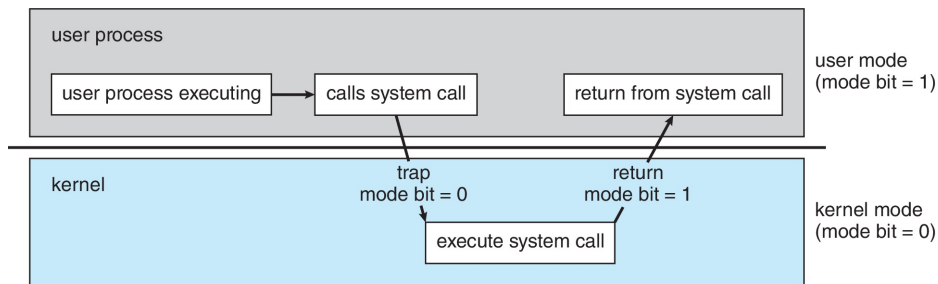 user process
user process executing
calls system call
return from system call
user mode
(mode bit = 1)
kernel
trap
mode bit = 0
return
mode bit = 1
execute system call
kernel mode
(mode bit = 0)